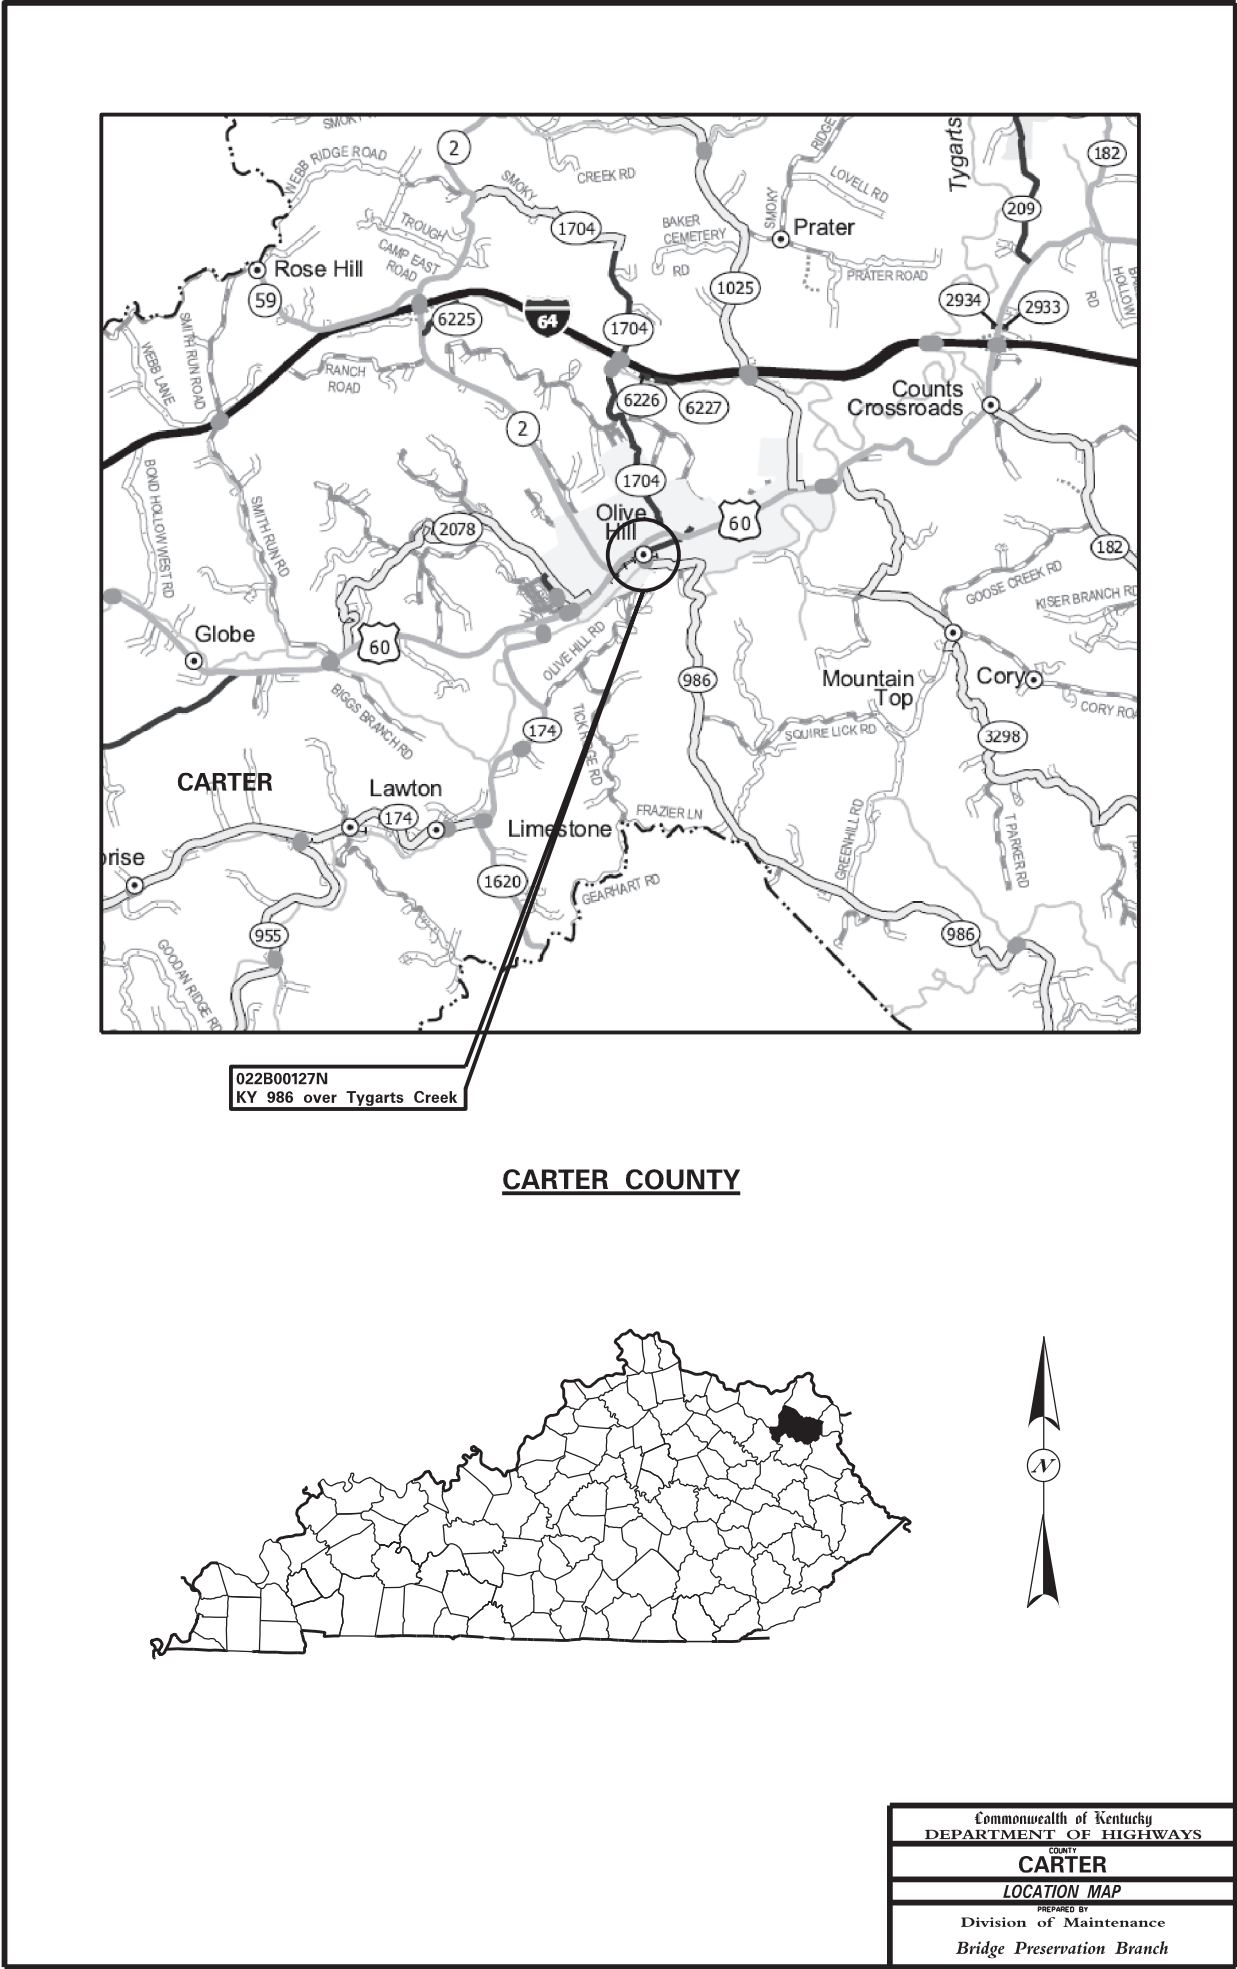 SMOKY
2
182
WEBB RIDGE ROAD
RIDGE
Tygarts
SMOKY
CREEK RD
LOVELL RD
SMOKY
209
TROUGH
1704
BAKER
CEMETERY
RD
Prater
CAMP EAST
ROAD
Rose Hill
PRATER ROAD
HOLLOW
RD
59
1025
2934
2933
6225
64
1704
SMITH RUN ROAD
WEBB LANE
RANCH
ROAD
Counts
Crossroads
6226
6227
2
BOND HOLLOW WEST RD
1704
SMITH RUN RD
Olive
Hill
60
2078
182
GOOSE CREEK RD
KISER BRANCH RD
Globe
60
OLIVE HILL RD
986
Mountain
Top
Cory
CORY ROA
BIGGS BRANCH RD
TICK RIDGE RD
174
SQUIRE LICK RD
3298
CARTER
Lawton
174
Limestone
FRAZIER LN
GREENHILL RD
T PARKER RD
orise
1620
GEARHART RD
955
986
GOODAN RIDGE RD
022B00127N
KY 986 over Tygarts Creek
CARTER COUNTY
N
Commonwealth of Kentucky
DEPARTMENT OF HIGHWAYS
COUNTY
CARTER
LOCATION MAP
PREPARED BY
Division of Maintenance
Bridge Preservation Branch